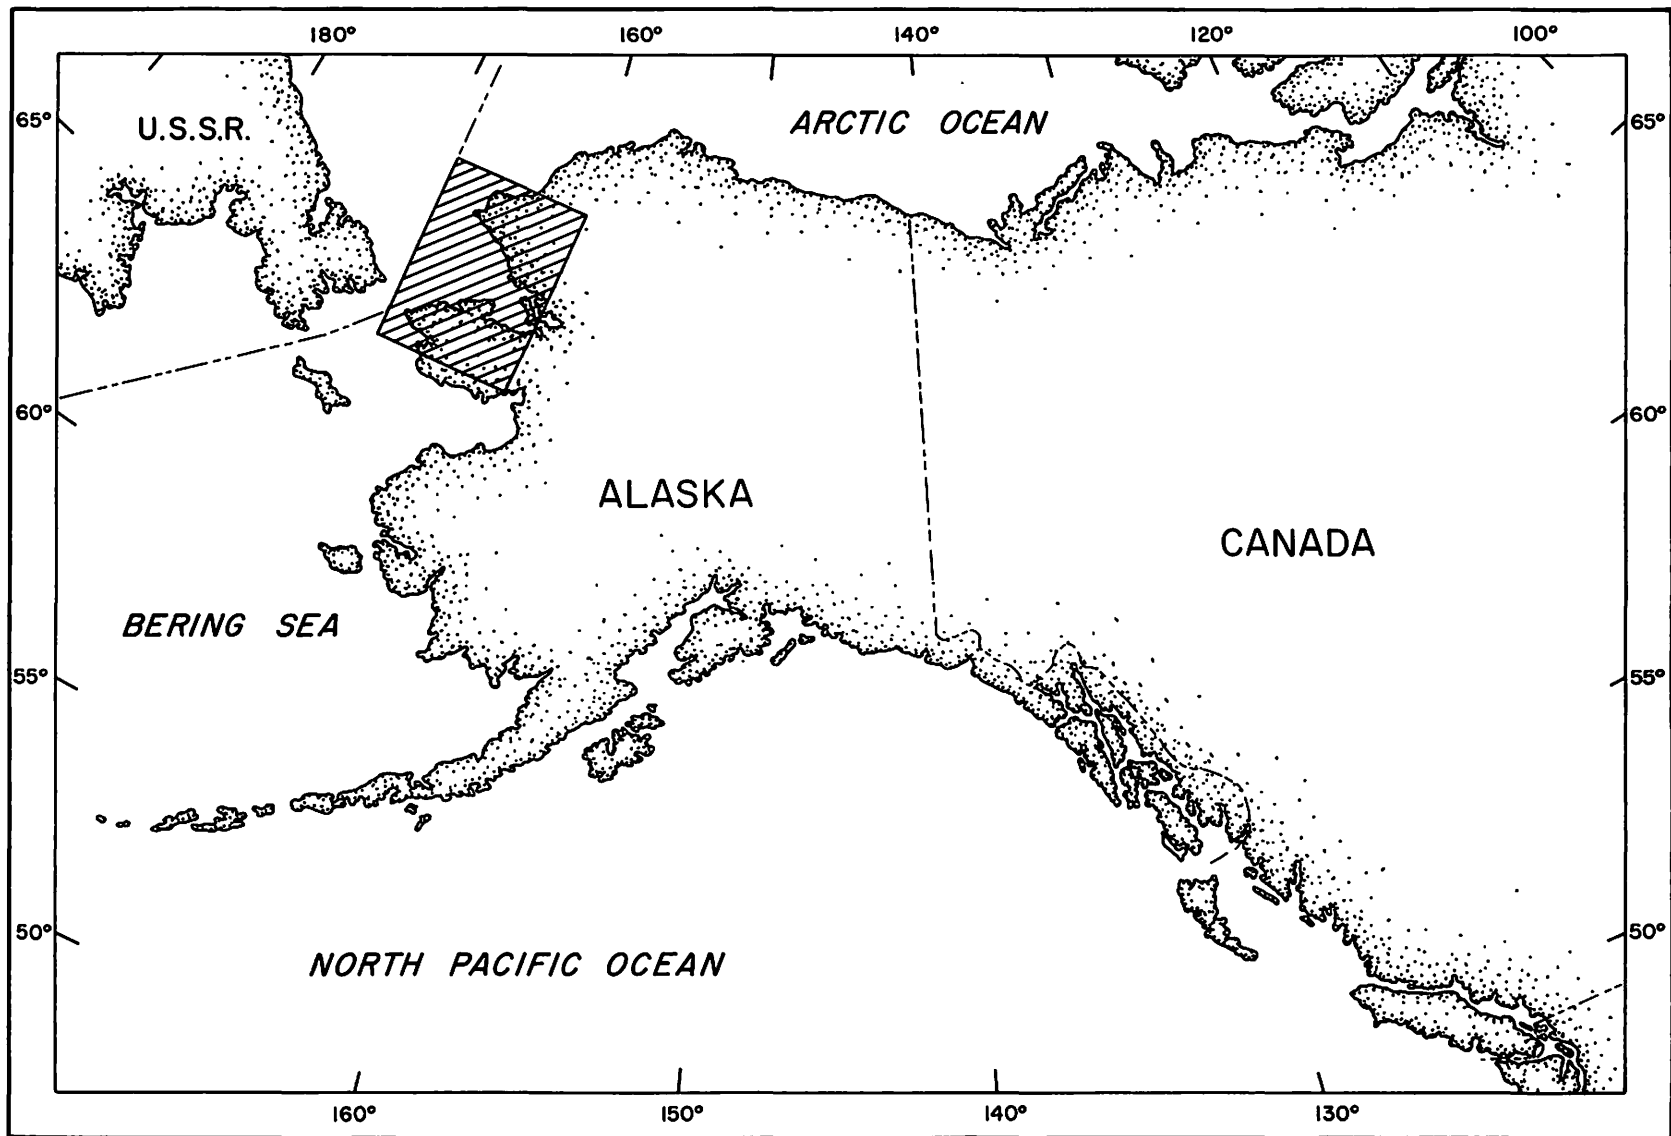 180° 160° 140° 120° 100°
65° U.S.S.R. ARCTIC OCEAN 65°
60° 60°
ALASKA
CANADA
BERING SEA
55° 55°
50° 50°
NORTH PACIFIC OCEAN
160° 150° 140° 130°